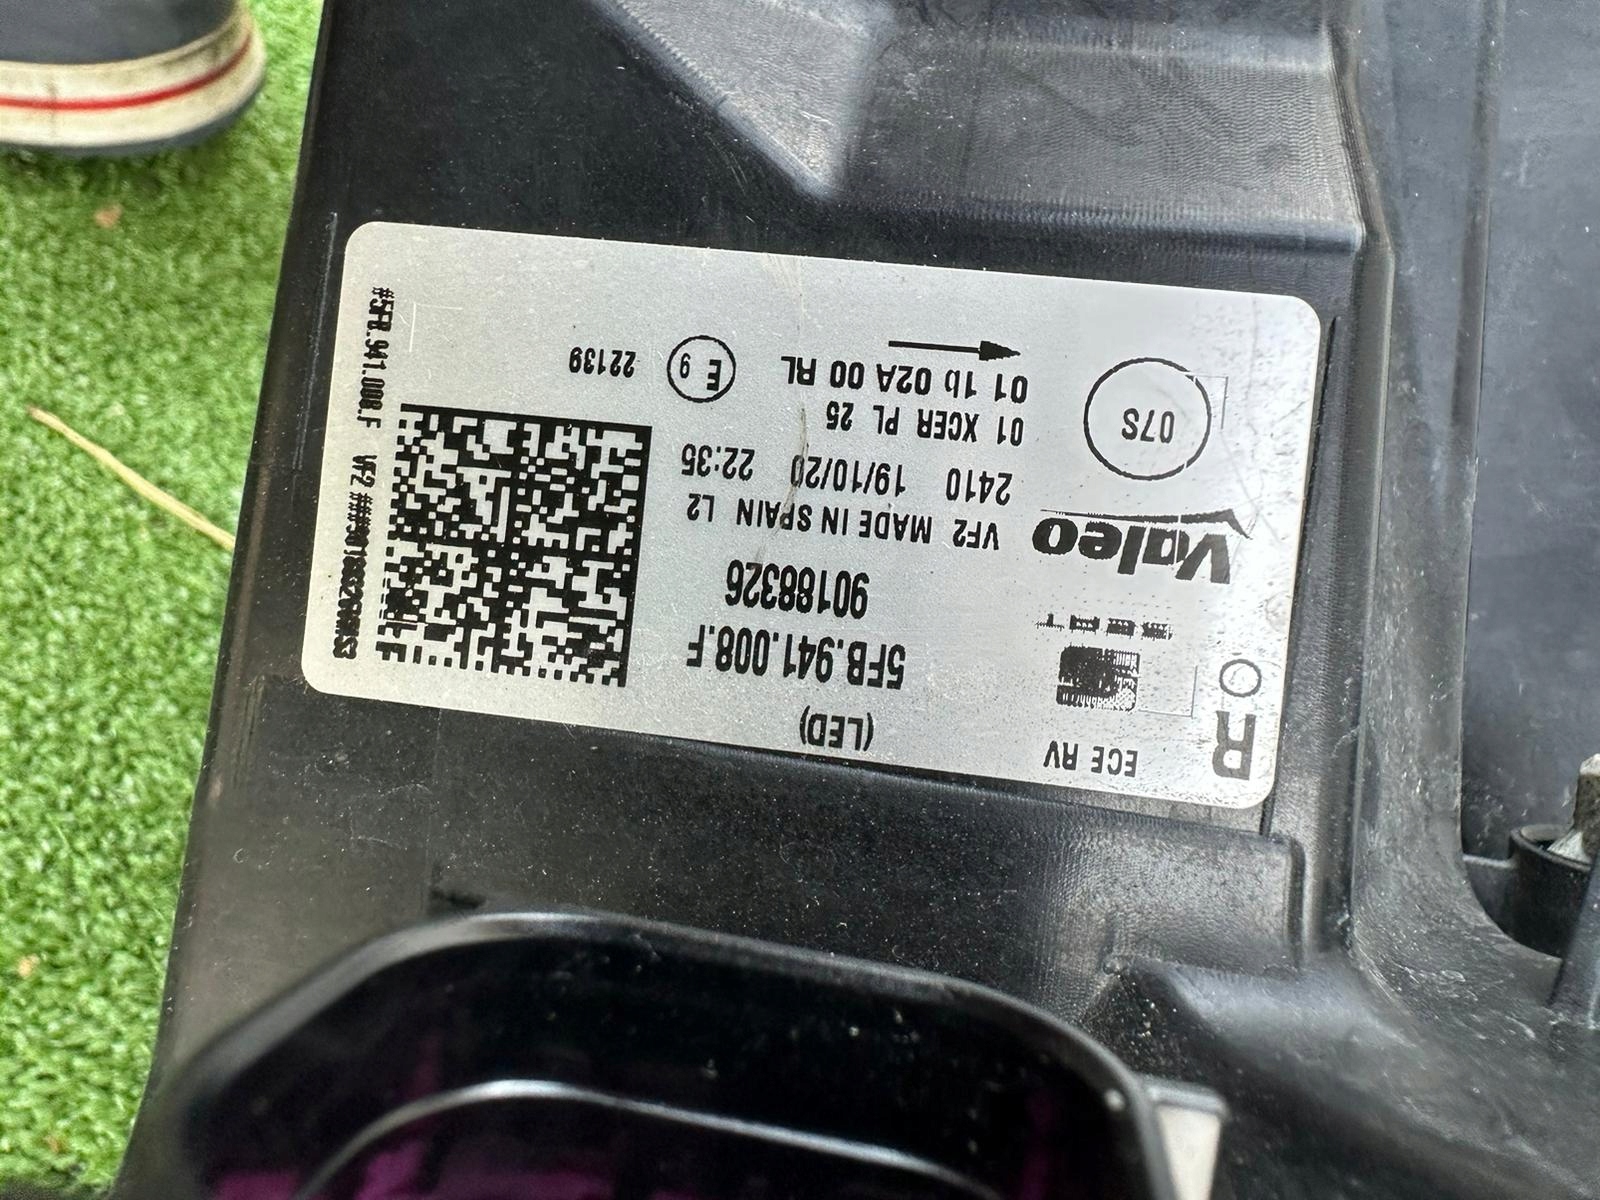 R
ECE RV
(LED)
5FB.941.008.F
90188326
Valeo
VF2 MADE IN SPAIN L2
2410 19/10/20 22:35
07S
01 XCER PL 25
01 1b 02A 00 RL
E 9
22139
#5FB.941.008.F VF2